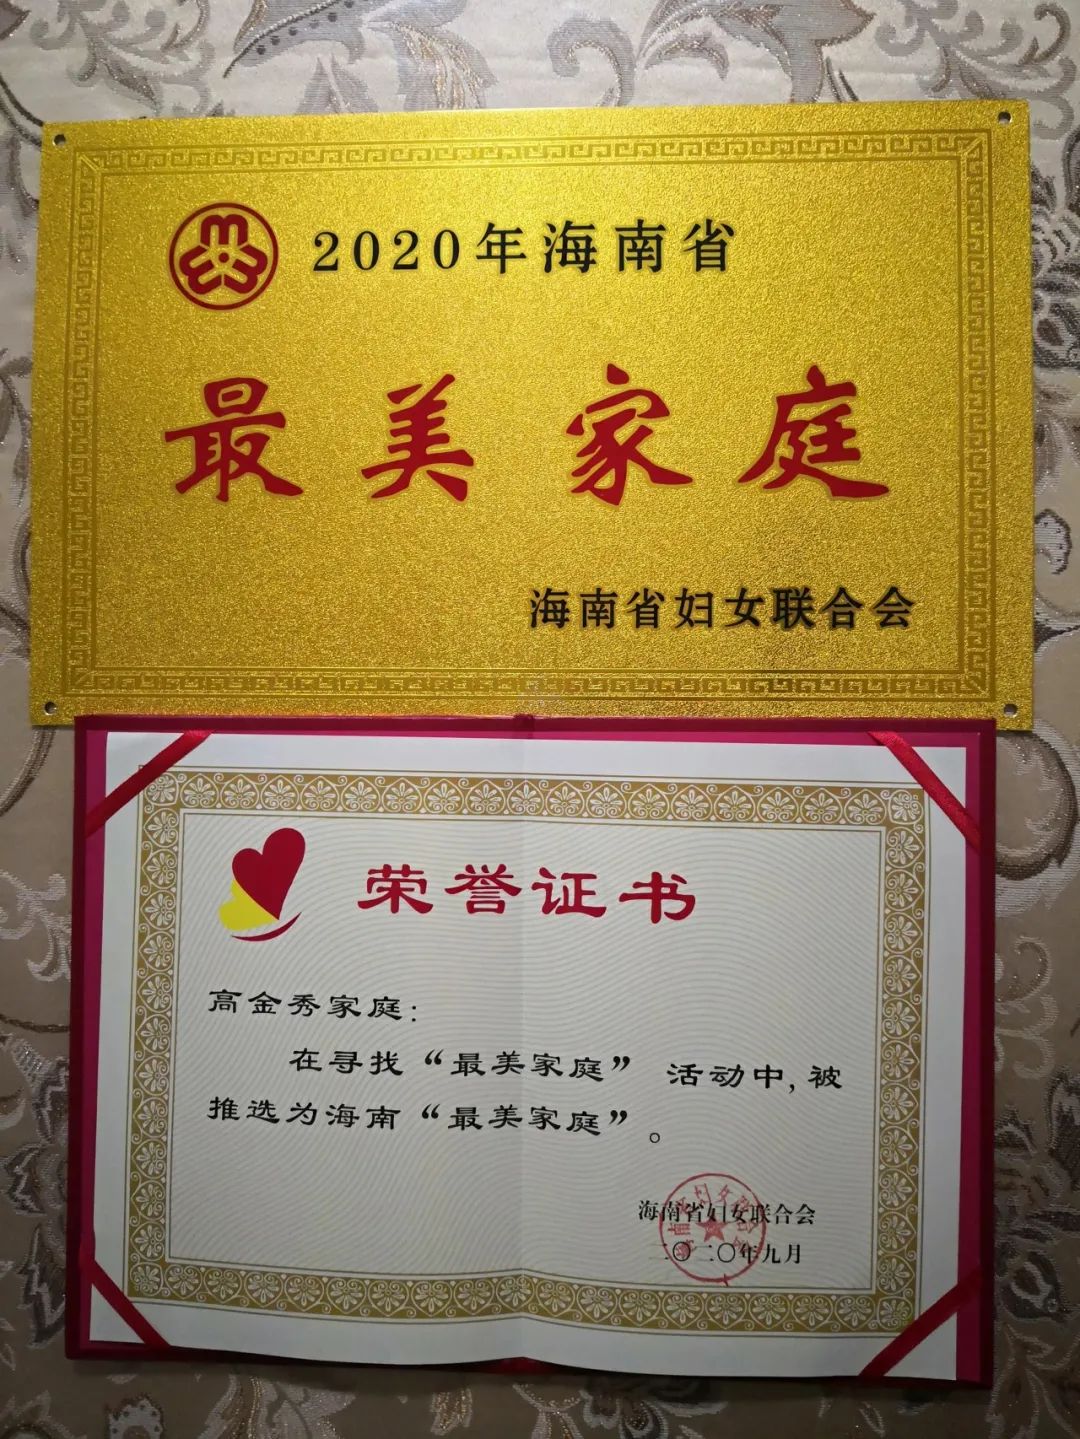 2020年海南省
最美家庭
海南省妇女联合会
荣誉证书
高金秀家庭：
在寻找“最美家庭” 活动中,被
推选为海南“最美家庭”。
海南省妇女联合会
二〇二〇年九月